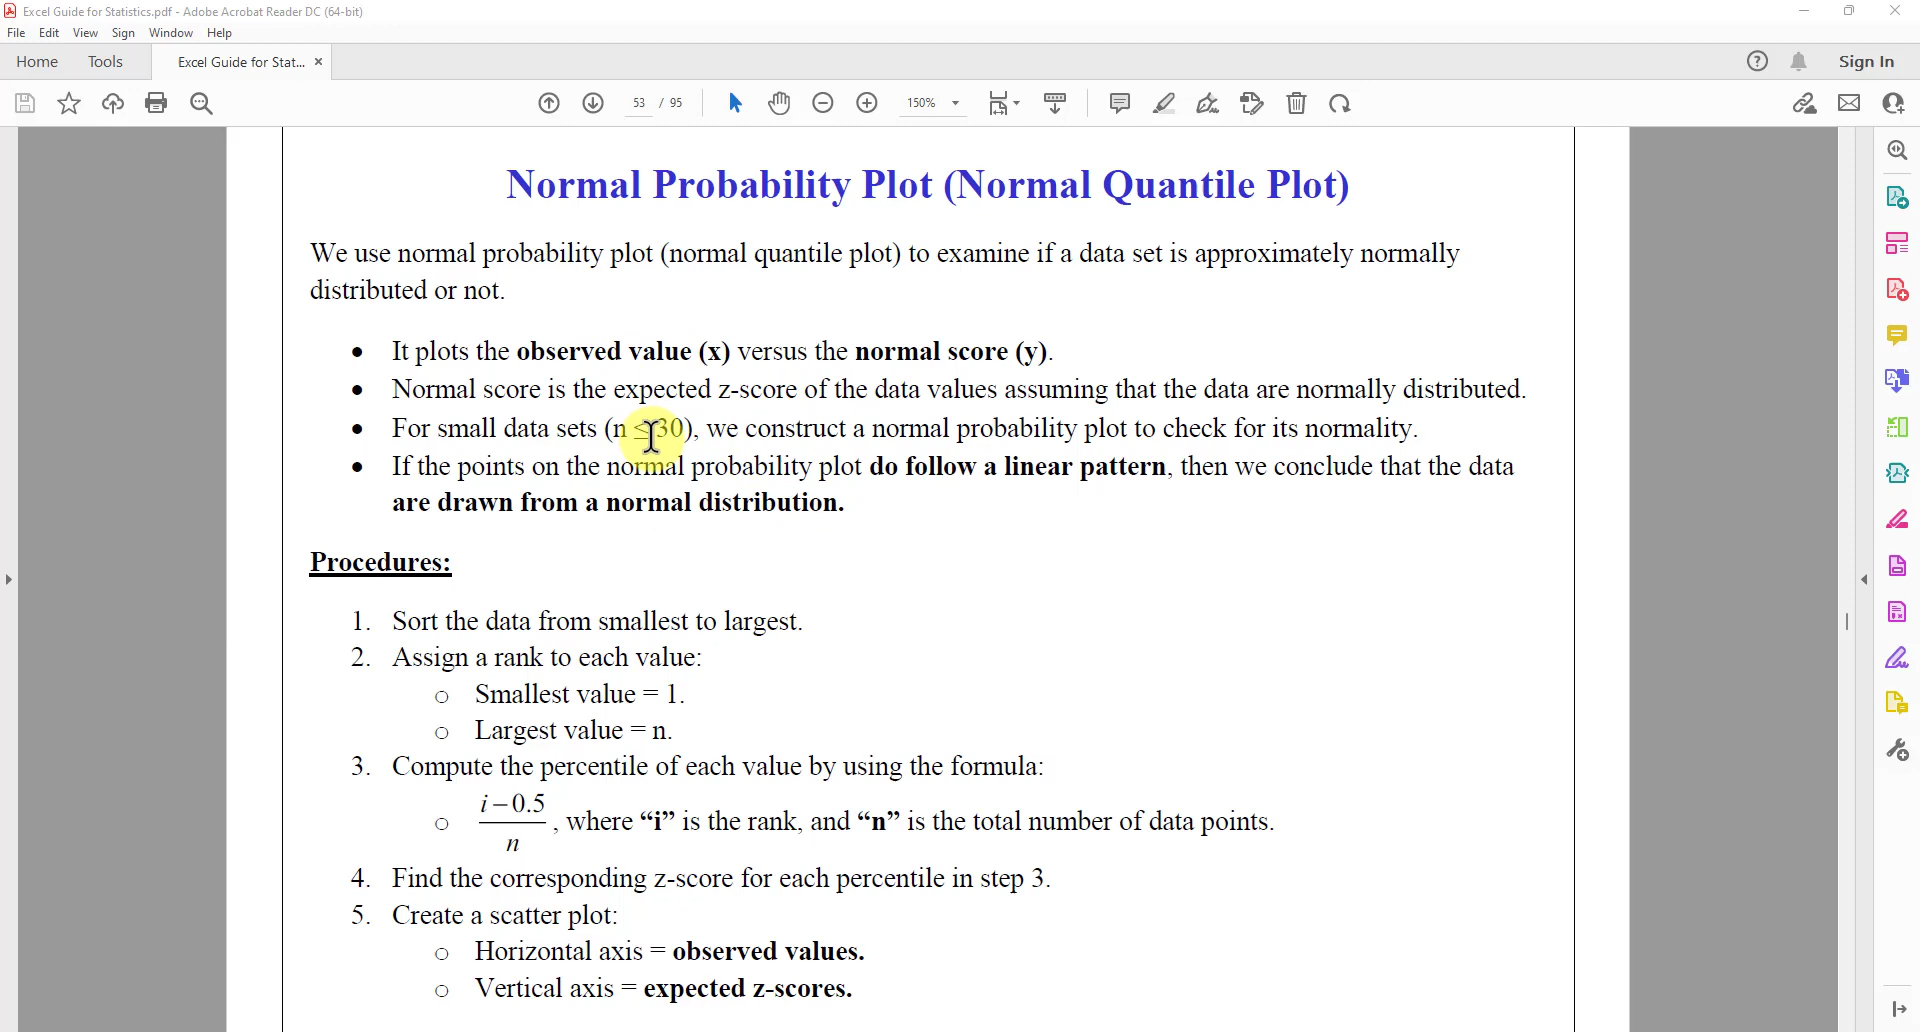 Excel Guide for Statistics.pdf - Adobe Acrobat Reader DC (64-bit)
File Edit View Sign Window Help
Home Tools Excel Guide for Stat... × Sign In
53 / 95 150%
Normal Probability Plot (Normal Quantile Plot)
We use normal probability plot (normal quantile plot) to examine if a data set is approximately normally
distributed or not.
• It plots the observed value (x) versus the normal score (y).
• Normal score is the expected z-score of the data values assuming that the data are normally distributed.
• For small data sets (n ≤ 30), we construct a normal probability plot to check for its normality.
• If the points on the normal probability plot do follow a linear pattern, then we conclude that the data
are drawn from a normal distribution.
Procedures:
1. Sort the data from smallest to largest.
2. Assign a rank to each value:
o Smallest value = 1.
o Largest value = n.
3. Compute the percentile of each value by using the formula:
o (i – 0.5)/n , where “i” is the rank, and “n” is the total number of data points.
4. Find the corresponding z-score for each percentile in step 3.
5. Create a scatter plot:
o Horizontal axis = observed values.
o Vertical axis = expected z-scores.